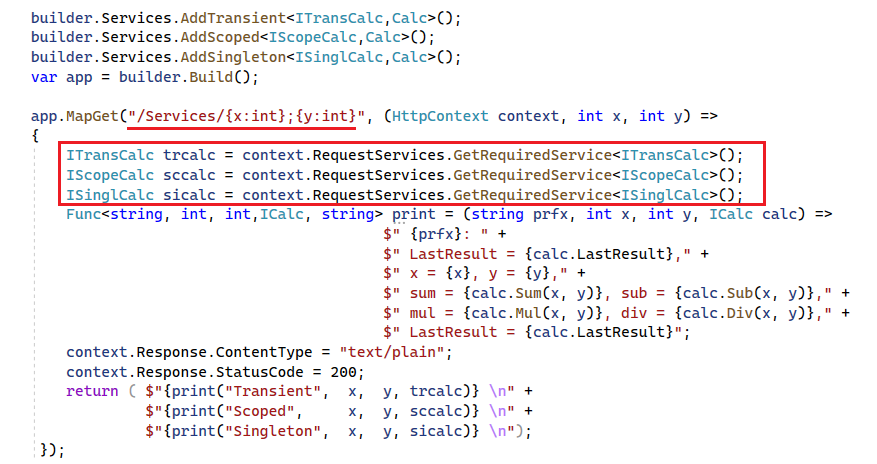 builder.Services.AddTransient<ITransCalc,Calc>();
builder.Services.AddScoped<IScopeCalc,Calc>();
builder.Services.AddSingleton<ISinglCalc,Calc>();
var app = builder.Build();
app.MapGet("/Services/{x:int};{y:int}", (HttpContext context, int x, int y) =>
{
ITransCalc trcalc = context.RequestServices.GetRequiredService<ITransCalc>();
IScopeCalc sccalc = context.RequestServices.GetRequiredService<IScopeCalc>();
ISinglCalc sicalc = context.RequestServices.GetRequiredService<ISinglCalc>();
Func<string, int, int,ICalc, string> print = (string prfx, int x, int y, ICalc calc) =>
$" {prfx}: " +
$" LastResult = {calc.LastResult}," +
$" x = {x}, y = {y}," +
$" sum = {calc.Sum(x, y)}, sub = {calc.Sub(x, y)}," +
$" mul = {calc.Mul(x, y)}, div = {calc.Div(x, y)}," +
$" LastResult = {calc.LastResult}";
context.Response.ContentType = "text/plain";
context.Response.StatusCode = 200;
return ( $"{print("Transient", x, y, trcalc)} \n" +
$"{print("Scoped", x, y, sccalc)} \n" +
$"{print("Singleton", x, y, sicalc)} \n");
});